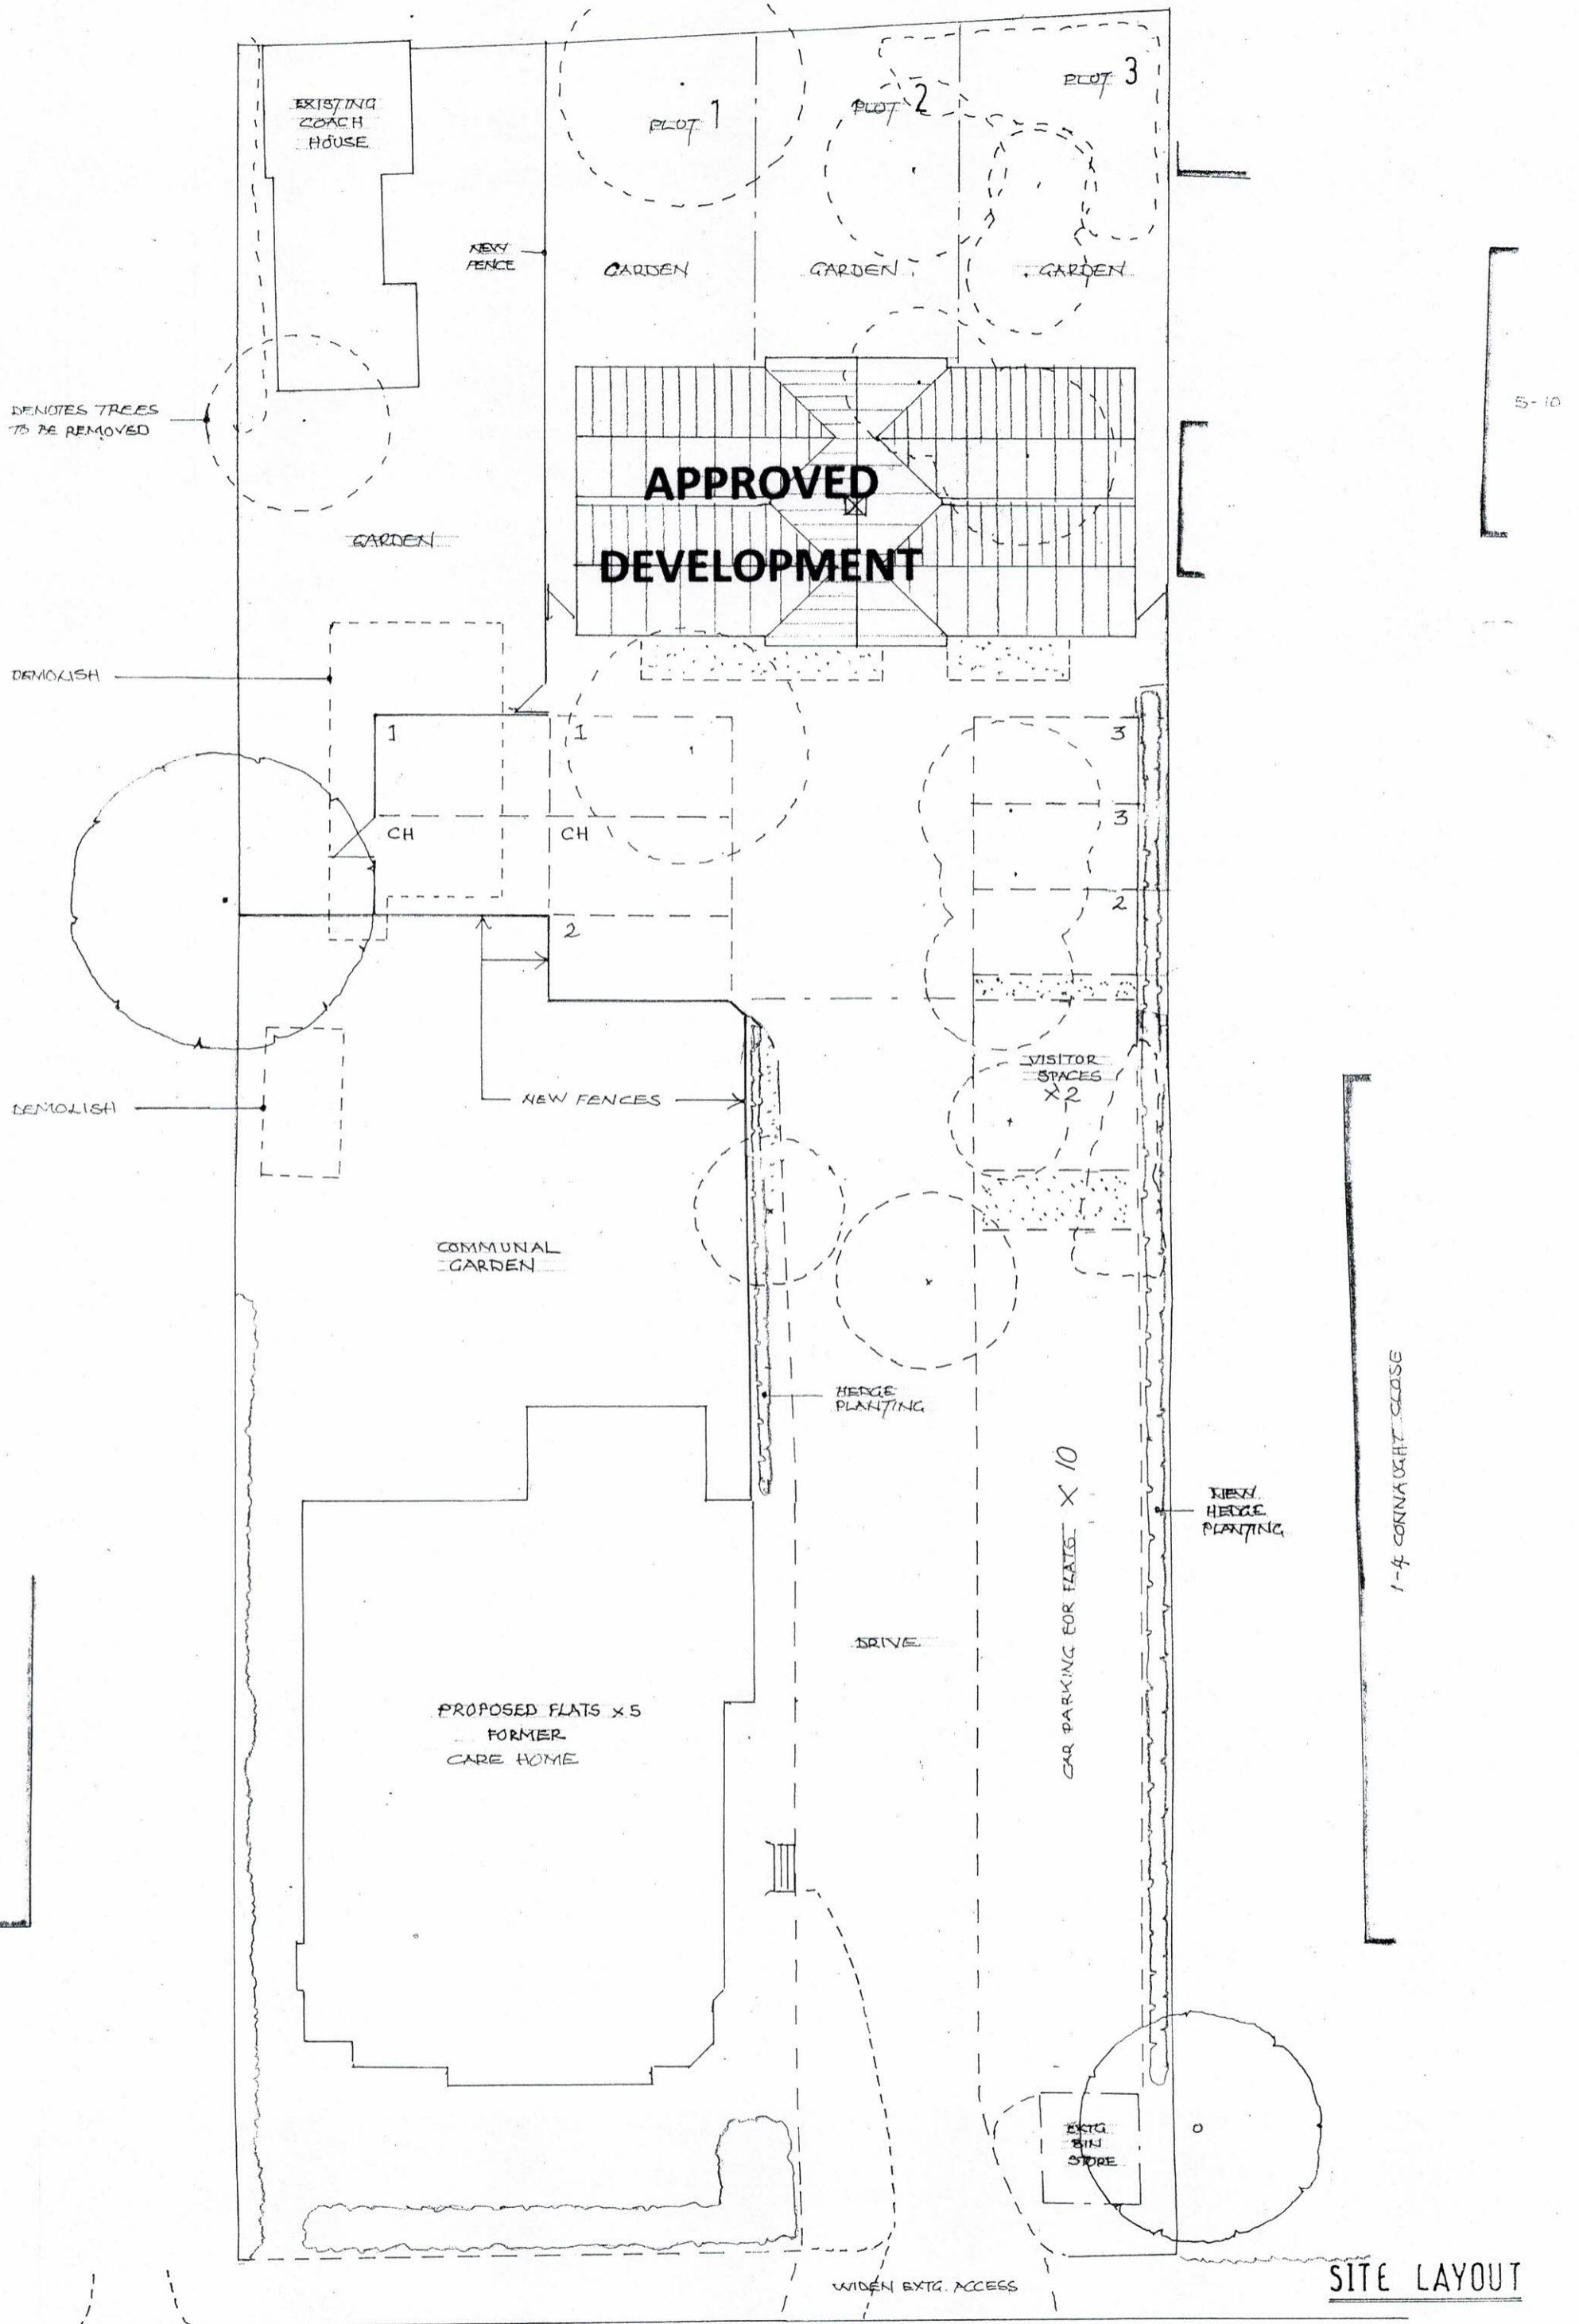 EXISTING
COACH
HOUSE
PLOT 1
PLOT 2
PLOT 3
NEW
FENCE
GARDEN
GARDEN
GARDEN
DENOTES TREES
TO BE REMOVED
5-10
APPROVED
DEVELOPMENT
GARDEN
DEMOLISH
1
1
3
CH
CH
3
2
2
VISITOR
SPACES
X2
DEMOLISH
NEW FENCES
COMMUNAL
GARDEN
HEDGE
PLANTING
CAR PARKING FOR FLATS X 10
NEW
HEDGE
PLANTING
1-4 CONNAUGHT CLOSE
DRIVE
PROPOSED FLATS x 5
FORMER
CARE HOME
EXTG
BIN
STORE
WIDEN EXTG. ACCESS
SITE LAYOUT